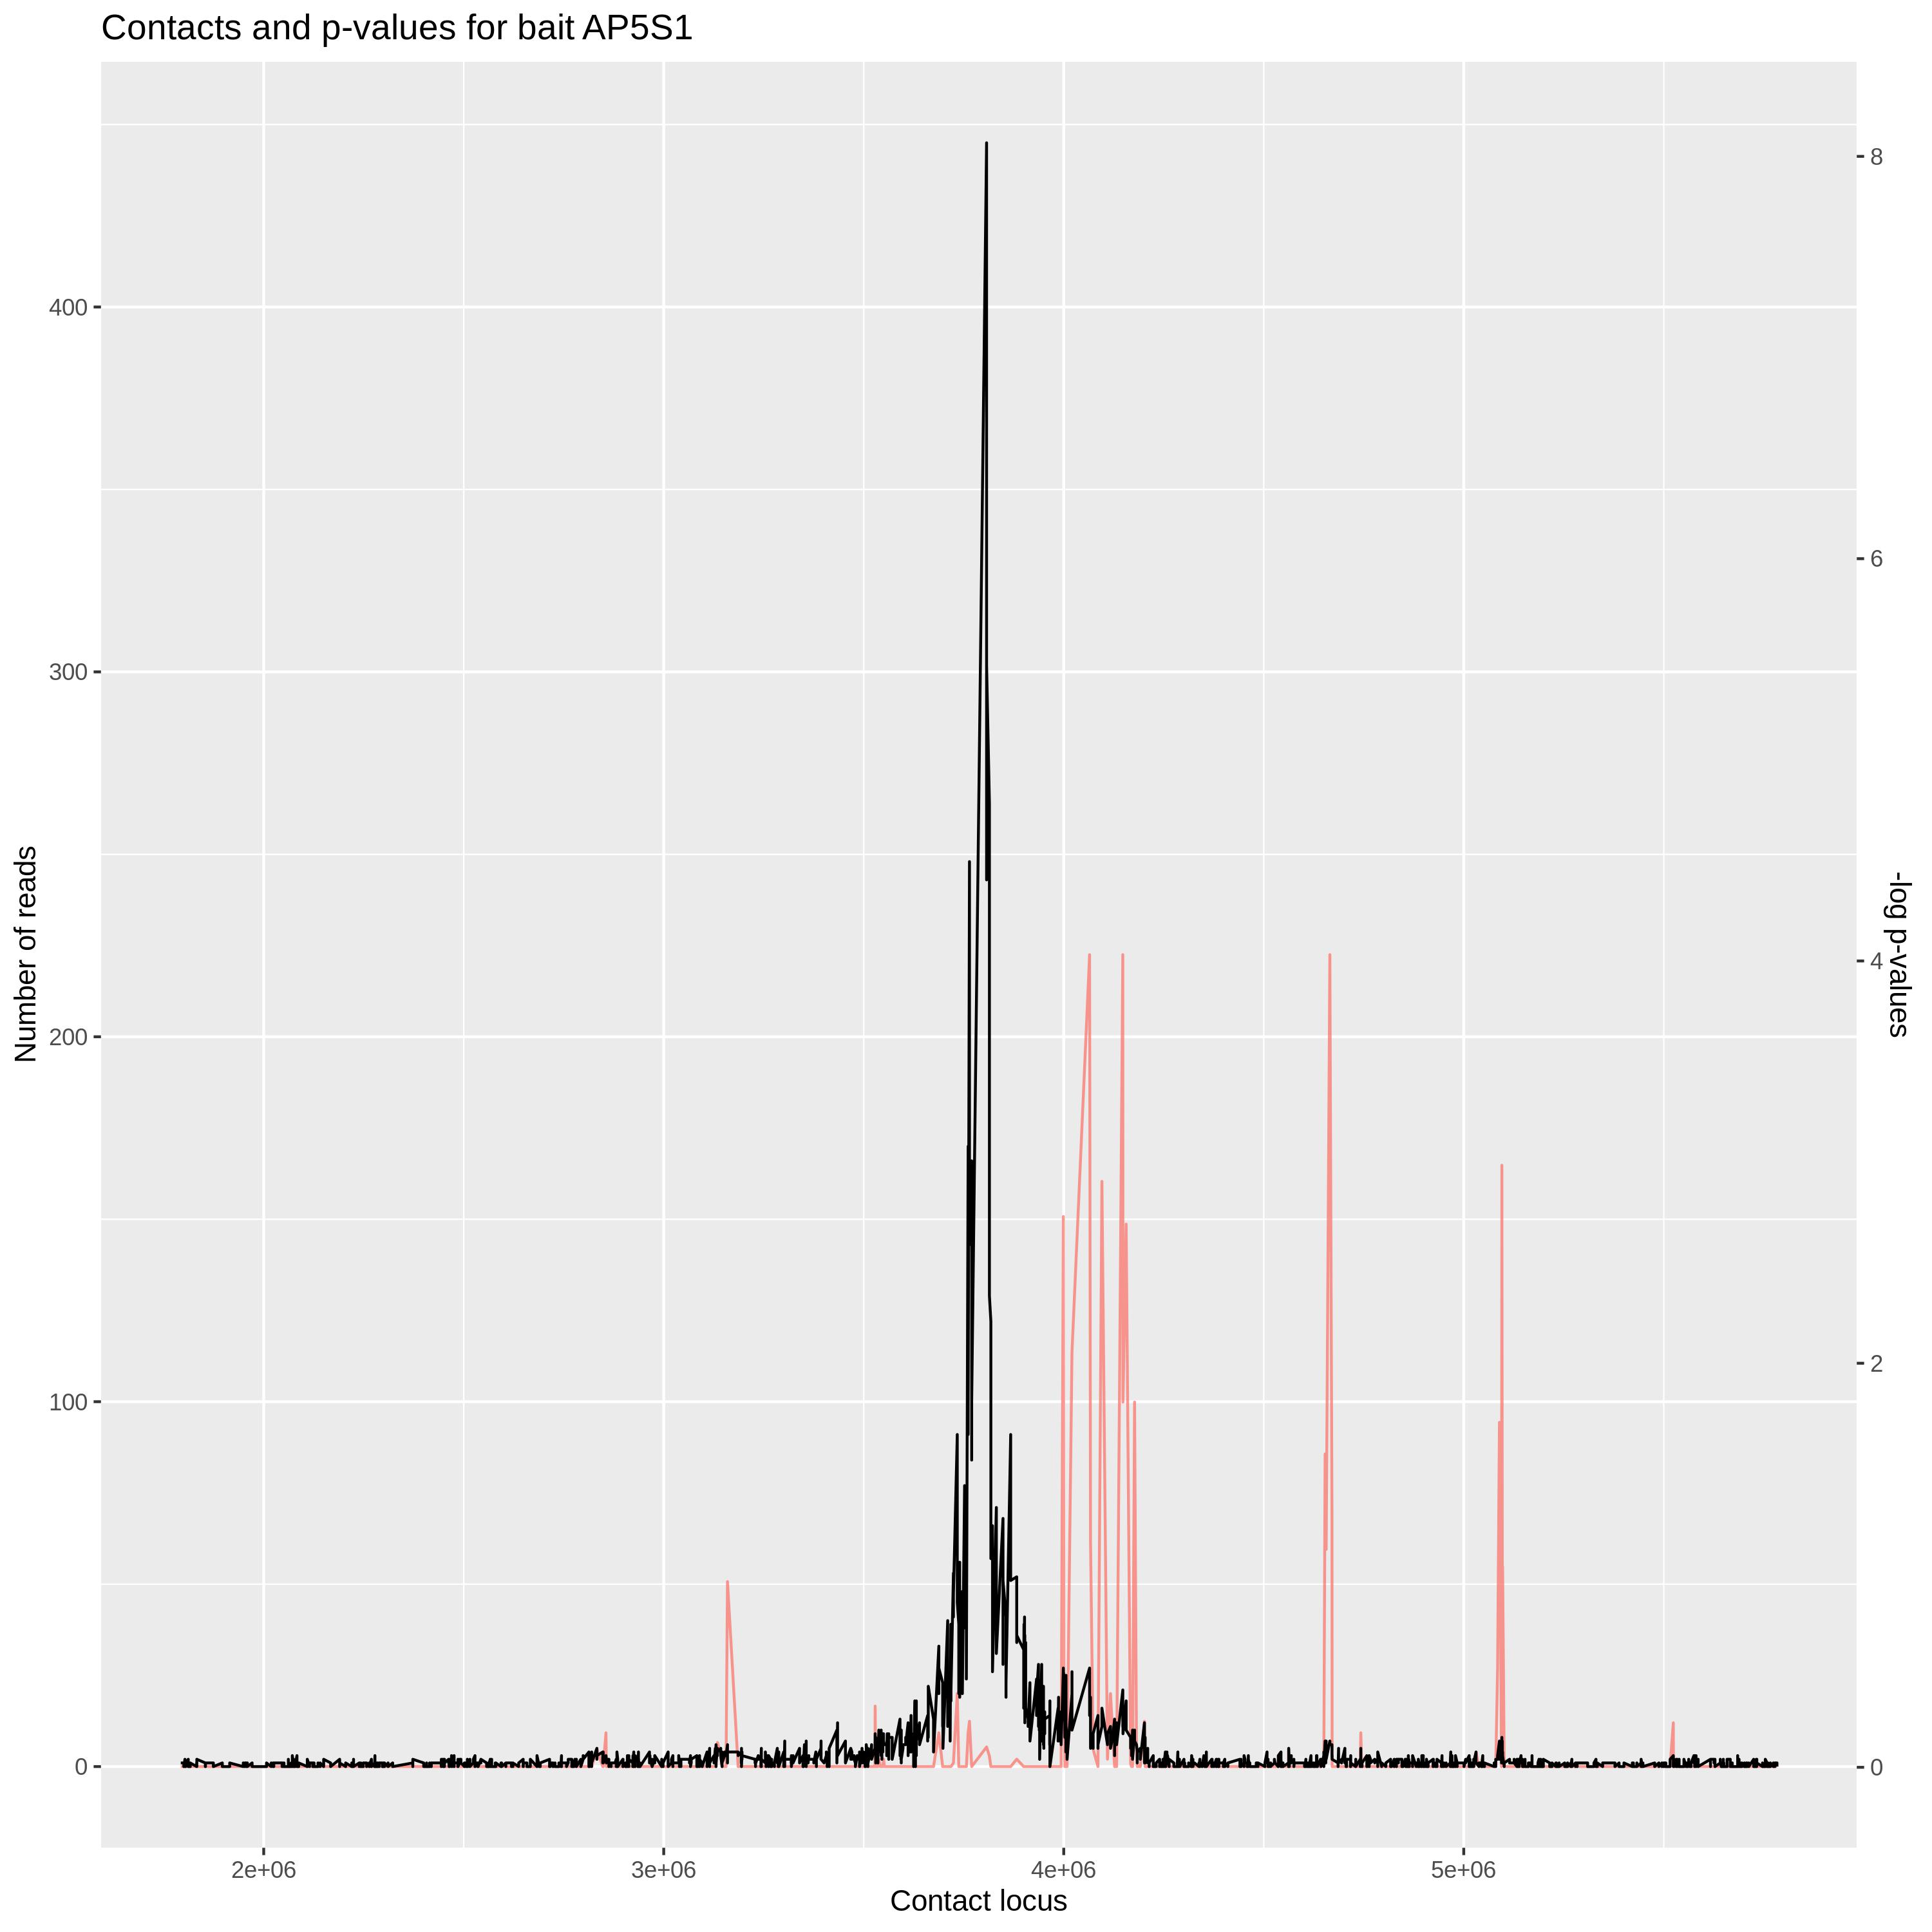 Contacts and p-values for bait AP5S1
Number of reads
400
300
200
100
0
8
6
4
2
0
-log p-values
2e+06
3e+06
4e+06
5e+06
Contact locus